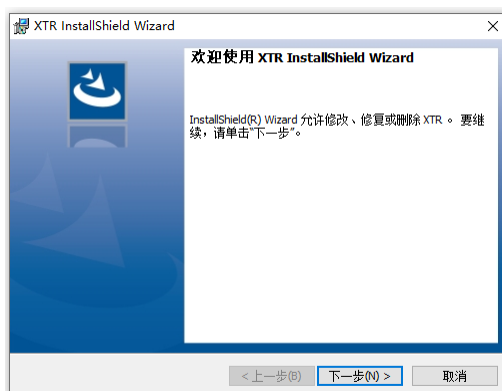 XTR InstallShield Wizard
欢迎使用 XTR InstallShield Wizard
InstallShield(R) Wizard 允许修改、修复或删除 XTR 。 要继
续，请单击“下一步”。
< 上一步(B) 下一步(N) > 取消